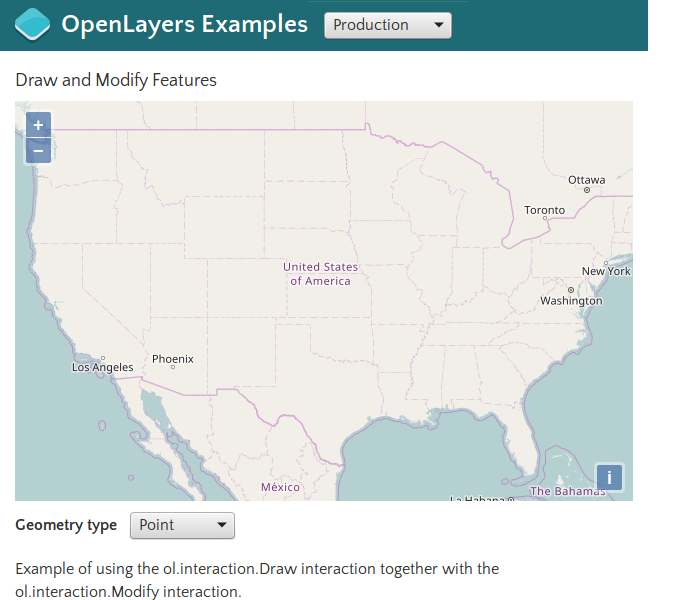 OpenLayers Examples
Production
Draw and Modify Features
+
−
Ottawa
Toronto
United States
of America
New York
Washington
Phoenix
Los Angeles
México
La Habana
The Bahamas
i
Geometry type
Point
Example of using the ol.interaction.Draw interaction together with the
ol.interaction.Modify interaction.